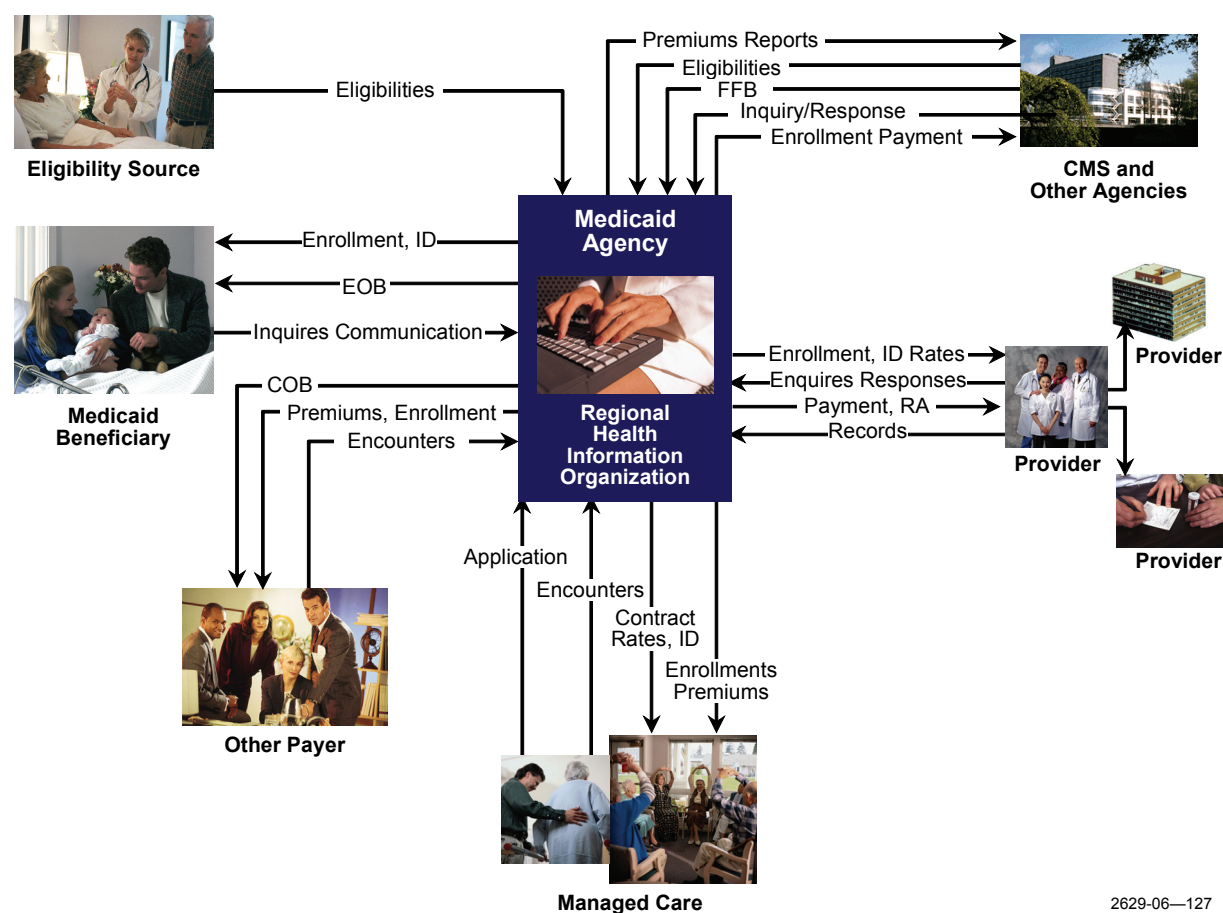 Premiums Reports
Eligibilities
FFB
Inquiry/Response
Enrollment Payment
Eligibilities
Eligibility Source
CMS and
Other Agencies
Medicaid
Agency
Enrollment, ID
EOB
Inquires Communication
Medicaid
Beneficiary
Enrollment, ID Rates
Enquires Responses
Payment, RA
Records
Provider
Provider
Provider
COB
Premiums, Enrollment
Encounters
Regional
Health
Information
Organization
Other Payer
Application
Encounters
Contract
Rates, ID
Enrollments
Premiums
Managed Care
2629-06—127